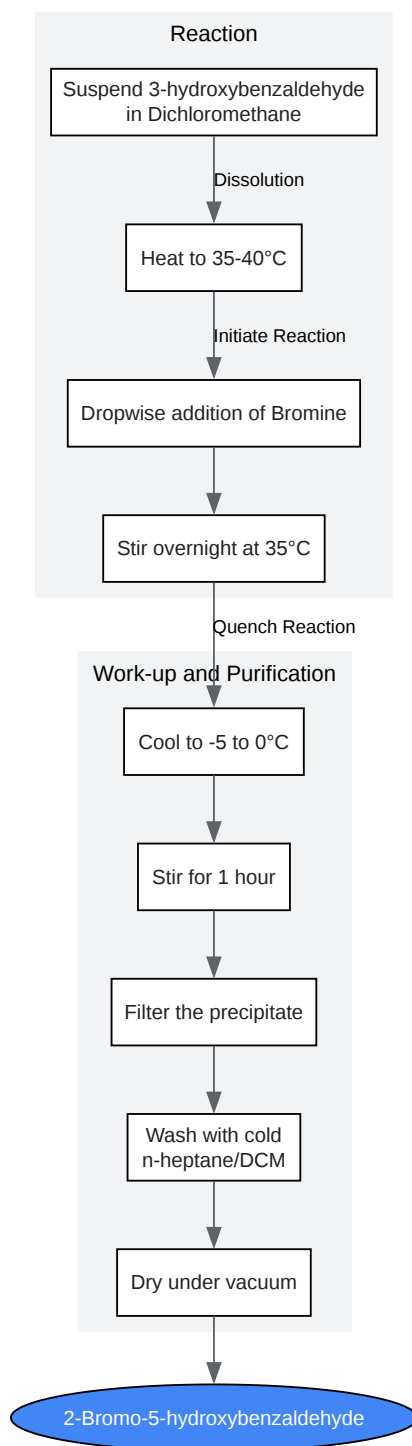 Reaction
Suspend 3-hydroxybenzaldehyde
in Dichloromethane
Dissolution
Heat to 35-40°C
Initiate Reaction
Dropwise addition of Bromine
Stir overnight at 35°C
Quench Reaction
Work-up and Purification
Cool to -5 to 0°C
Stir for 1 hour
Filter the precipitate
Wash with cold
n-heptane/DCM
Dry under vacuum
2-Bromo-5-hydroxybenzaldehyde